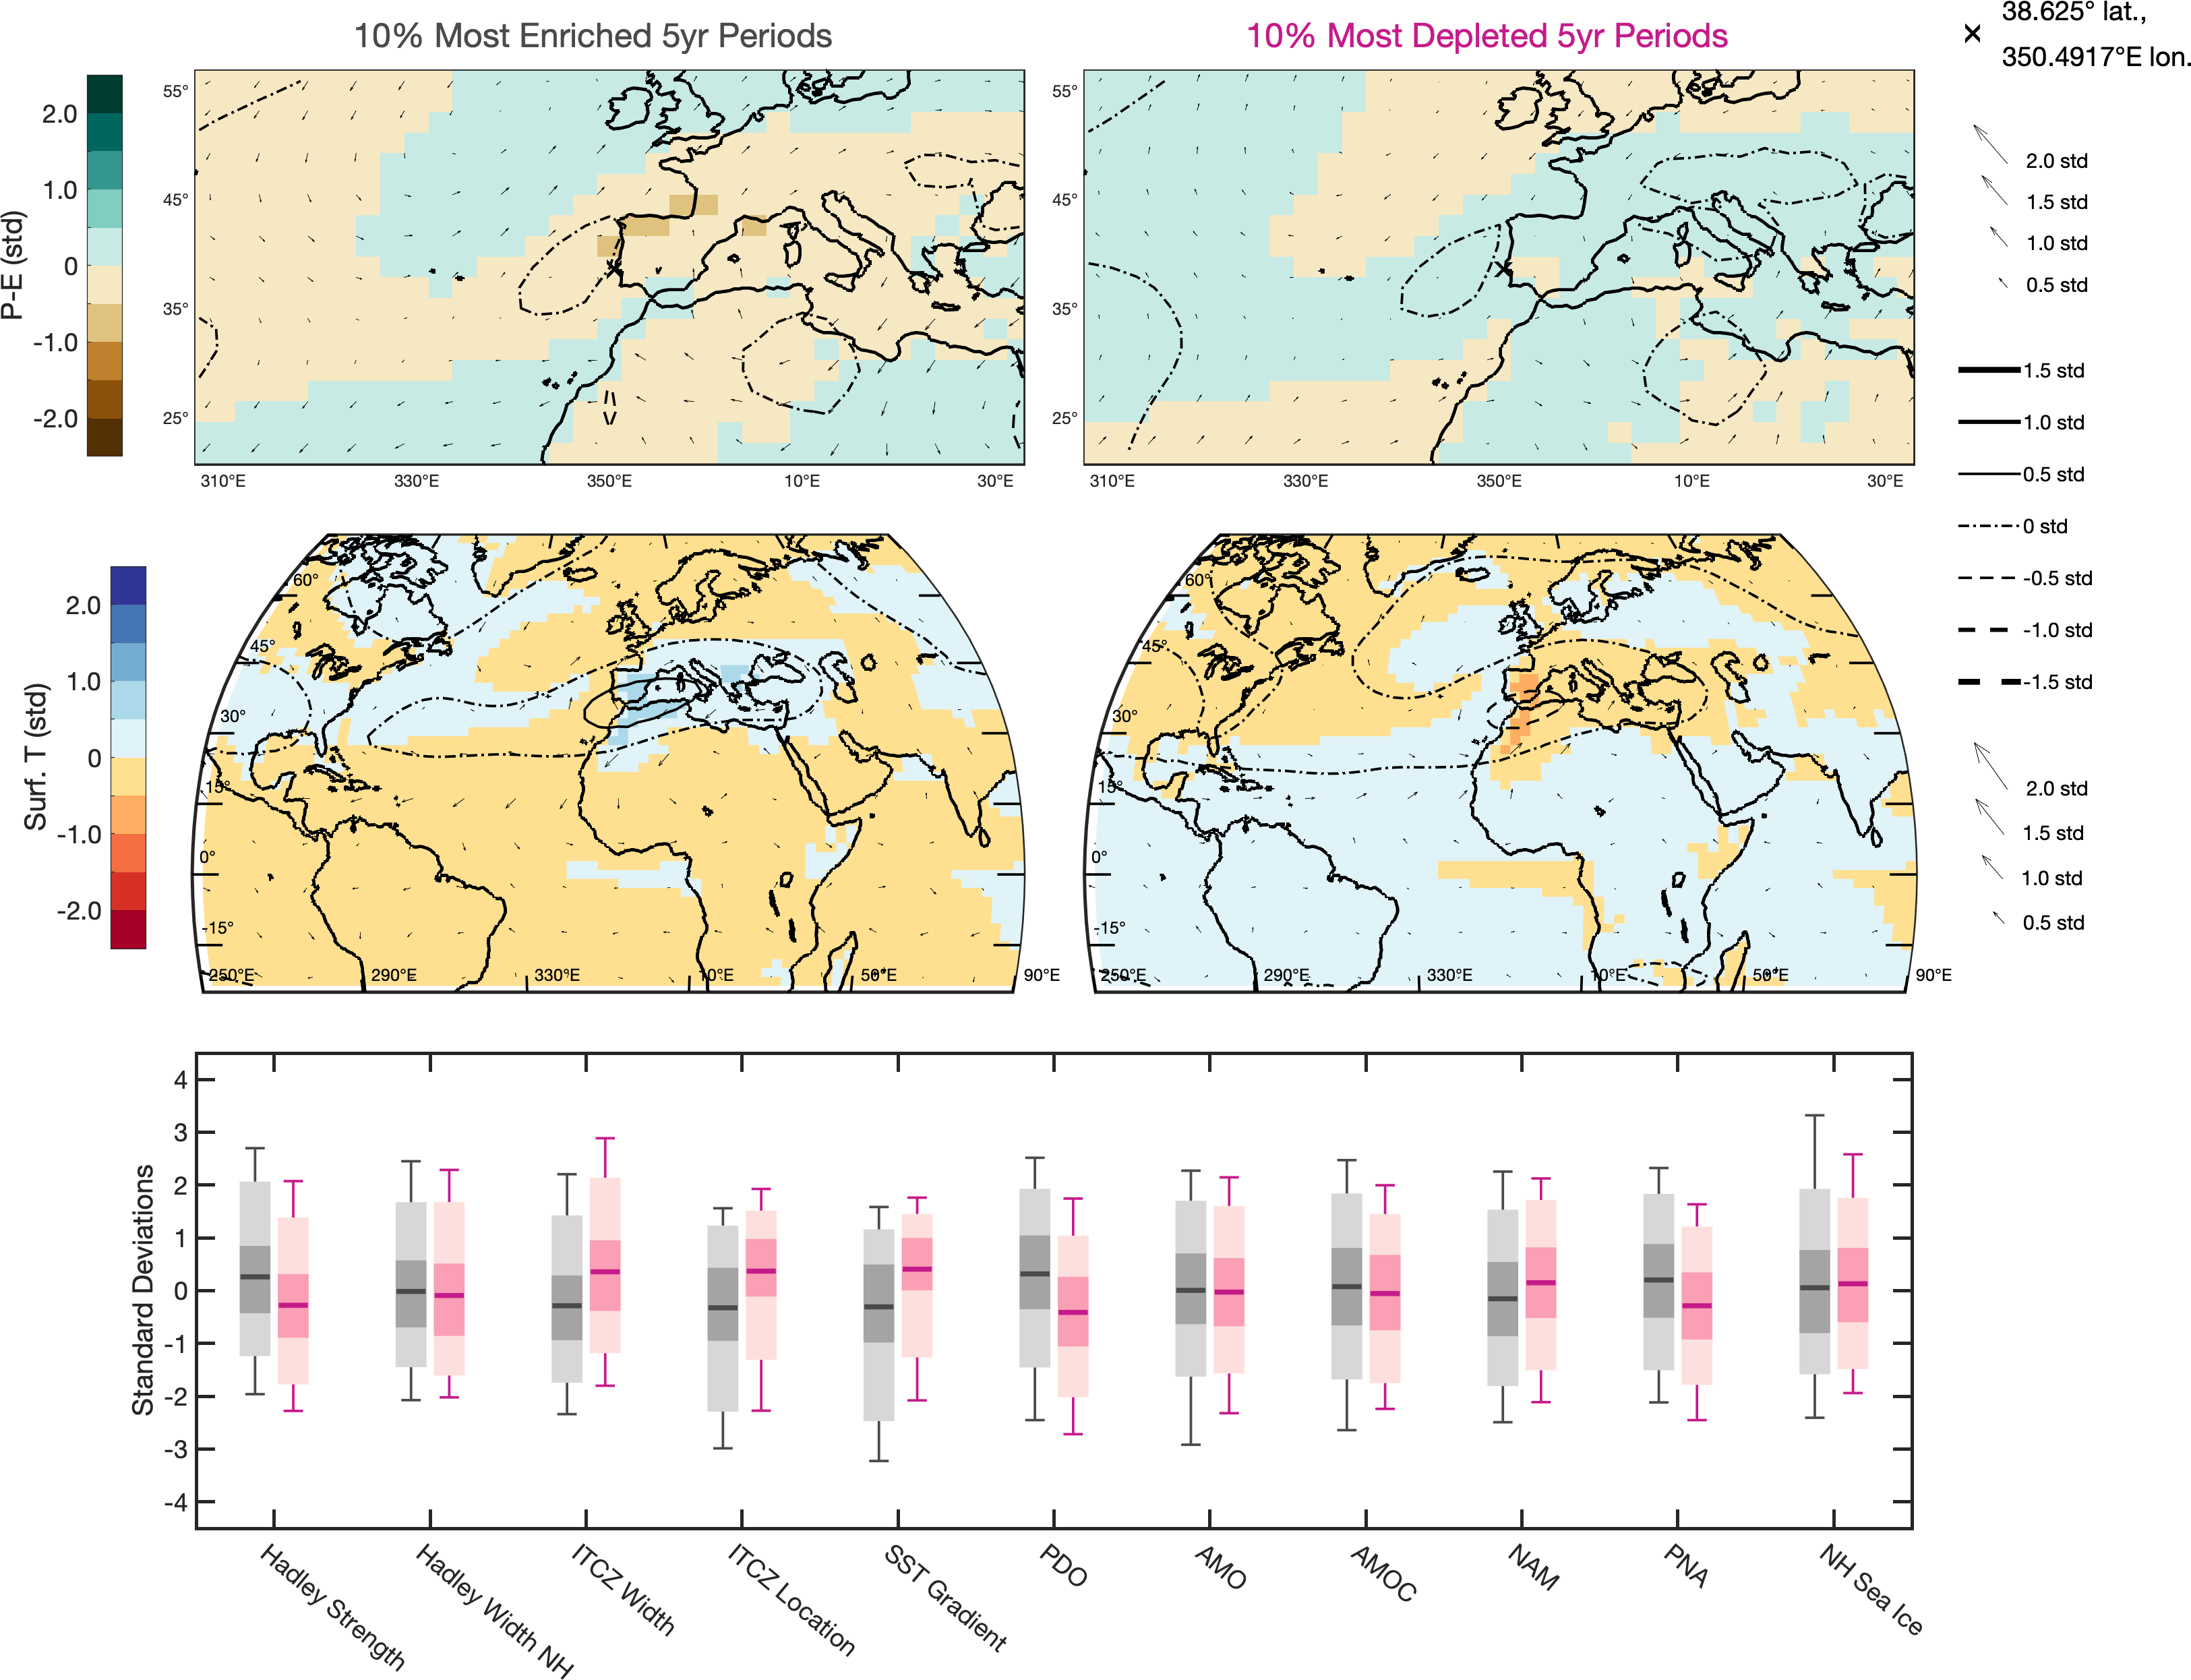 10% Most Enriched 5yr Periods
10% Most Depleted 5yr Periods
38.625° lat.,
350.4917°E lon.
P-E (std)
2.0
1.0
0
-1.0
-2.0
55°
45°
35°
25°
310°E
330°E
350°E
10°E
30°E
55°
45°
35°
25°
310°E
330°E
350°E
10°E
30°E
2.0 std
1.5 std
1.0 std
0.5 std
1.5 std
1.0 std
0.5 std
0 std
-0.5 std
-1.0 std
-1.5 std
2.0 std
1.5 std
1.0 std
0.5 std
Surf. T (std)
2.0
1.0
0
-1.0
-2.0
60°
45°
30°
15°
0°
-15°
250°E
290°E
330°E
10°E
50°E
90°E
60°
45°
30°
15°
0°
-15°
250°E
290°E
330°E
10°E
50°E
90°E
Standard Deviations
4
3
2
1
0
-1
-2
-3
-4
Hadley Strength
Hadley Width NH
ITCZ Width
ITCZ Location
SST Gradient
PDO
AMO
AMOC
NAM
PNA
NH Sea Ice